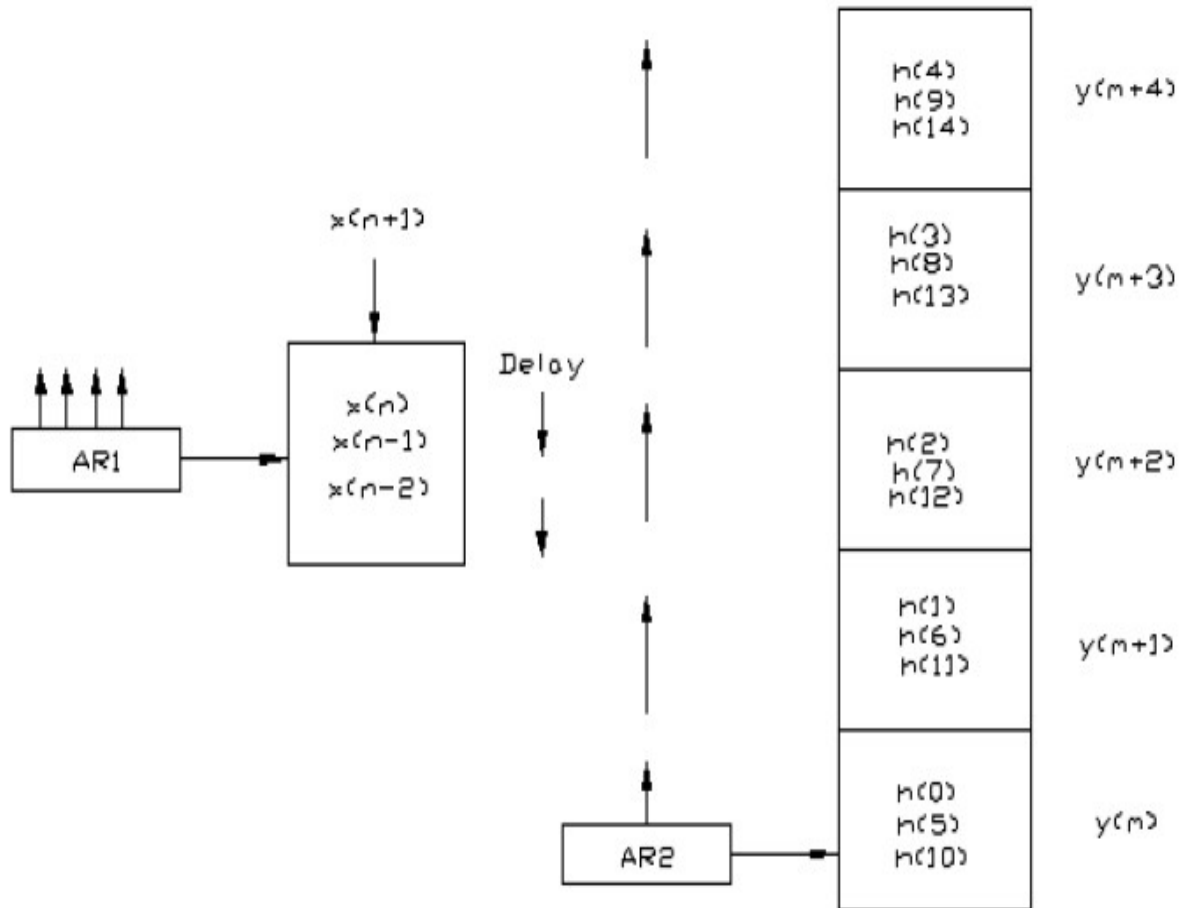 h(4)
h(9)
h(14)
y(m+4)
x(n+1)
h(3)
h(8)
h(13)
y(m+3)
Delay
x(n)
x(n-1)
x(n-2)
AR1
h(2)
h(7)
h(12)
y(m+2)
h(1)
h(6)
h(11)
y(m+1)
h(0)
h(5)
h(10)
y(m)
AR2